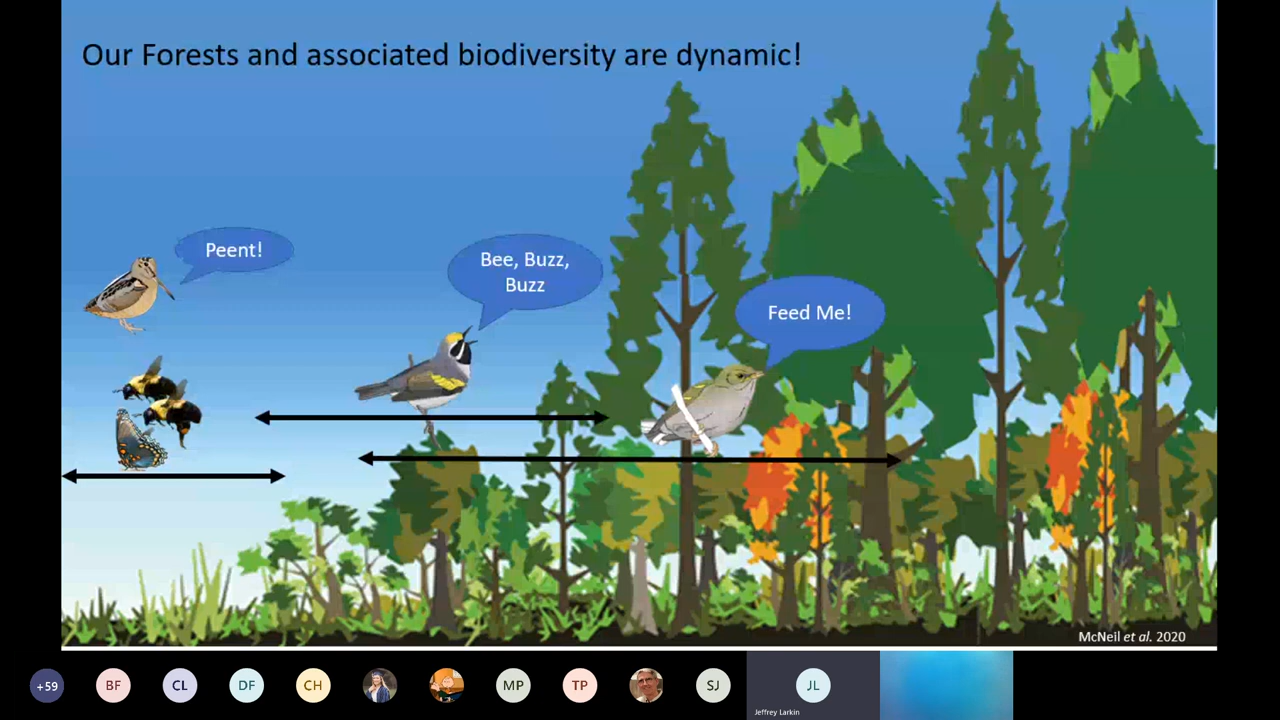 Our Forests and associated biodiversity are dynamic!
Peent!
Bee, Buzz,
Buzz
Feed Me!
McNeil et al. 2020
+59
BF
CL
DF
CH
MP
TP
SJ
JL
Jeffrey Larkin